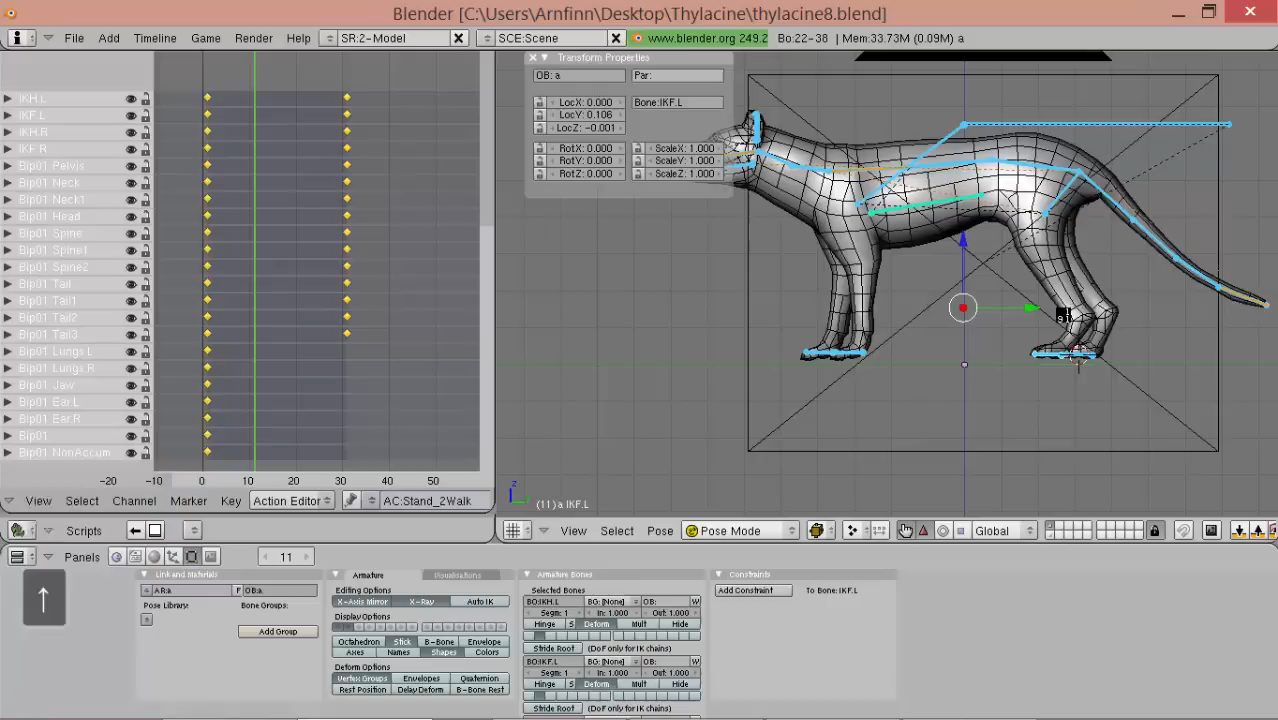 Blender [C:\Users\Arnfinn\Desktop\Thylacine\thylacine8.blend]
File Add Timeline Game Render Help SR:2-Model SCE:Scene www.blender.org 249.2 Bo:22-38 | Mem:33.73M (0.09M) a
Transform Properties
OB: a Par:
LocX: 0.000 Bone:IKF.L
LocY: 0.106
LocZ: -0.001
RotX: 0.000 ScaleX: 1.000
RotY: 0.000 ScaleY: 1.000
RotZ: 0.000 ScaleZ: 1.000
IKH.L
IKF.L
IKH.R
IKF.R
Bip01 Pelvis
Bip01 Neck
Bip01 Neck1
Bip01 Head
Bip01 Spine
Bip01 Spine1
Bip01 Spine2
Bip01 Tail
Bip01 Tail1
Bip01 Tail2
Bip01 Tail3
Bip01 Lungs L
Bip01 Lungs R
Bip01 Jaw
Bip01 Ear.L
Bip01 Ear.R
Bip01
Bip01 NonAccum
-20 -10 0 10 20 30 40 50
View Select Channel Marker Key Action Editor AC:Stand_2Walk
z
(11) a IKF.L
View Select Pose Pose Mode Global
Scripts
Panels 11
Link and Materials
AR:a F OB:a
Pose Library: Bone Groups:
Add Group
Armature Visualisations
Editing Options
X-Axis Mirror X-Ray Auto IK
Display Options
Octahedron Stick B-Bone Envelope
Axes Names Shapes Colors
Deform Options
Vertex Groups Envelopes Quaternion
Rest Position Delay Deform B-Bone Rest
Armature Bones
Selected Bones
BO:IKH.L BG: [None] OB: W
Segm: 1 In: 1.000 Out: 1.000
Hinge S Deform Mult Hide
Stride Root (DoF only for IK chains)
BO:IKF.L BG: [None] OB: W
Segm: 1 In: 1.000 Out: 1.000
Hinge S Deform Mult Hide
Stride Root (DoF only for IK chains)
Constraints
Add Constraint To Bone: IKF.L